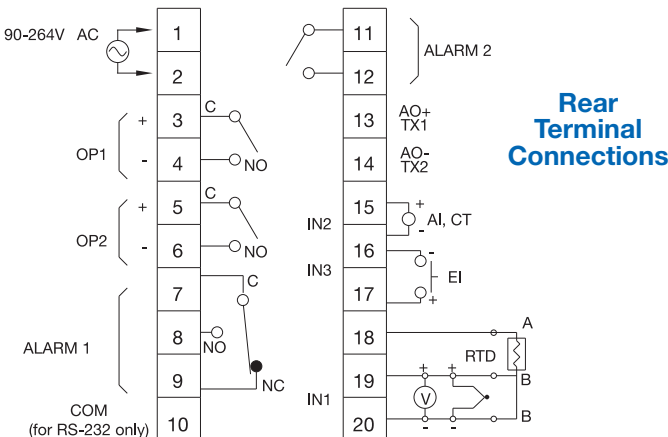 90-264V AC
1
2
+ 3 C
OP1
- 4 NO
+ 5 C
OP2
- 6 NO
7 C
8 NO
ALARM 1
9 NC
COM
(for RS-232 only) 10
11
ALARM 2
12
13 AO+
TX1
14 AO-
TX2
15 +
IN2 AI, CT
-
16 -
IN3 EI
17 +
18 A
RTD
19 + + B
IN1 V
20 - - B
Rear
Terminal
Connections